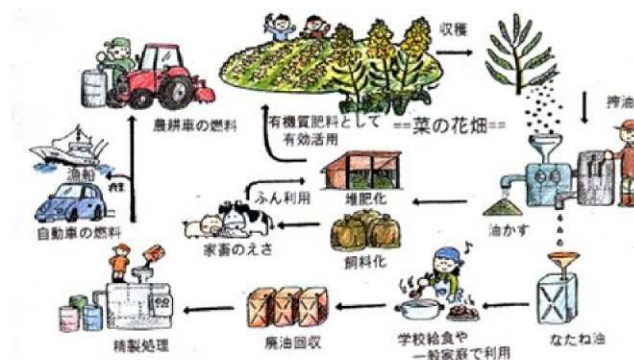 収穫
搾油
==菜の花畑==
有機質肥料として
有効活用
農耕車の燃料
漁船
自動車の燃料
ふん利用
堆肥化
油かす
家畜のえさ
飼料化
なたね油
学校給食や
一般家庭で利用
廃油回収
精製処理